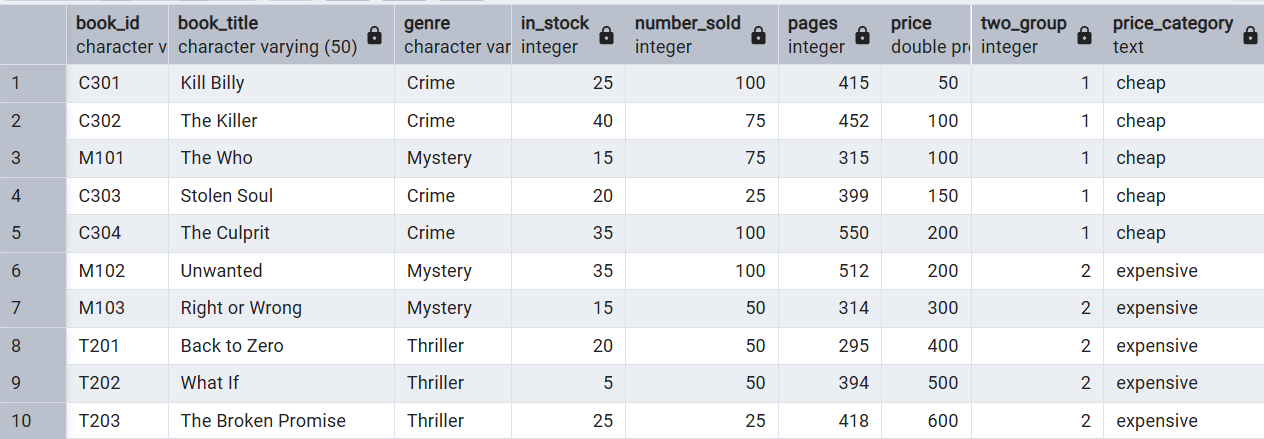 book_id book_title genre in_stock number_sold pages price two_group price_category
character v character varying (50) character var integer integer integer double pre integer text
1 C301 Kill Billy Crime 25 100 415 50 1 cheap
2 C302 The Killer Crime 40 75 452 100 1 cheap
3 M101 The Who Mystery 15 75 315 100 1 cheap
4 C303 Stolen Soul Crime 20 25 399 150 1 cheap
5 C304 The Culprit Crime 35 100 550 200 1 cheap
6 M102 Unwanted Mystery 35 100 512 200 2 expensive
7 M103 Right or Wrong Mystery 15 50 314 300 2 expensive
8 T201 Back to Zero Thriller 20 50 295 400 2 expensive
9 T202 What If Thriller 5 50 394 500 2 expensive
10 T203 The Broken Promise Thriller 25 25 418 600 2 expensive